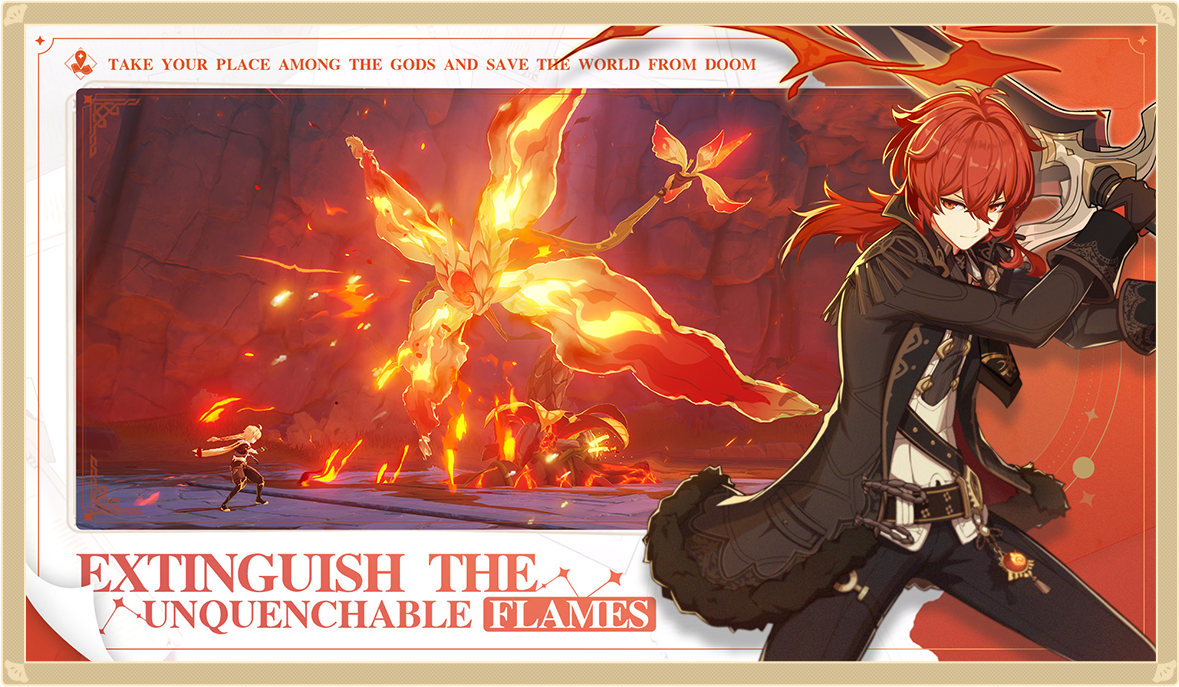 TAKE YOUR PLACE AMONG THE GODS AND SAVE THE WORLD FROM DOOM
EXTINGUISH THE
UNQUENCHABLE FLAMES